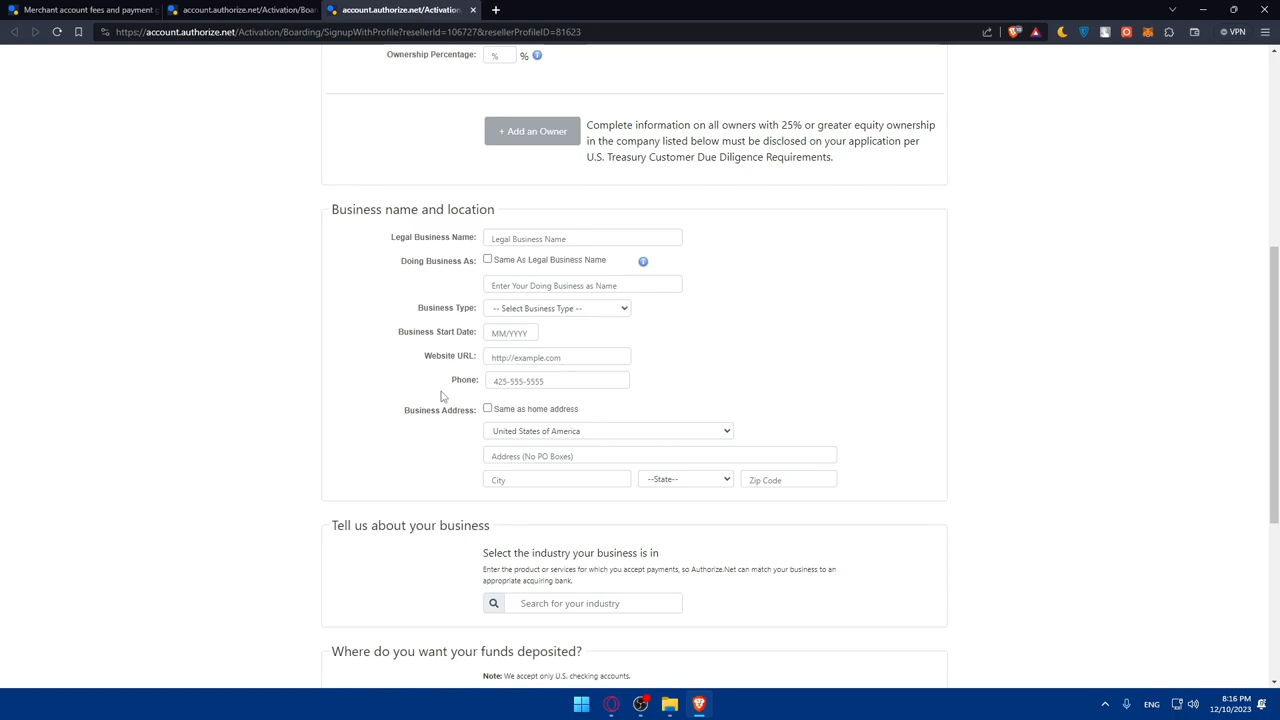 Merchant account fees and payment g
account.authorize.net/Activation/Boar
account.authorize.net/Activation/
https://account.authorize.net/Activation/Boarding/SignupWithProfile?resellerId=106727&resellerProfileID=81623
VPN
Ownership Percentage:
%
%
?
+ Add an Owner
Complete information on all owners with 25% or greater equity ownership
in the company listed below must be disclosed on your application per
U.S. Treasury Customer Due Diligence Requirements.
Business name and location
Legal Business Name:
Legal Business Name
Doing Business As:
Same As Legal Business Name
?
Enter Your Doing Business as Name
Business Type:
-- Select Business Type --
Business Start Date:
MM/YYYY
Website URL:
http://example.com
Phone:
425-555-5555
Business Address:
Same as home address
United States of America
Address (No PO Boxes)
City
--State--
Zip Code
Tell us about your business
Select the industry your business is in
Enter the product or services for which you accept payments, so Authorize.Net can match your business to an
appropriate acquiring bank.
Search for your industry
Where do you want your funds deposited?
Note: We accept only U.S. checking accounts.
ENG
8:16 PM
12/10/2023